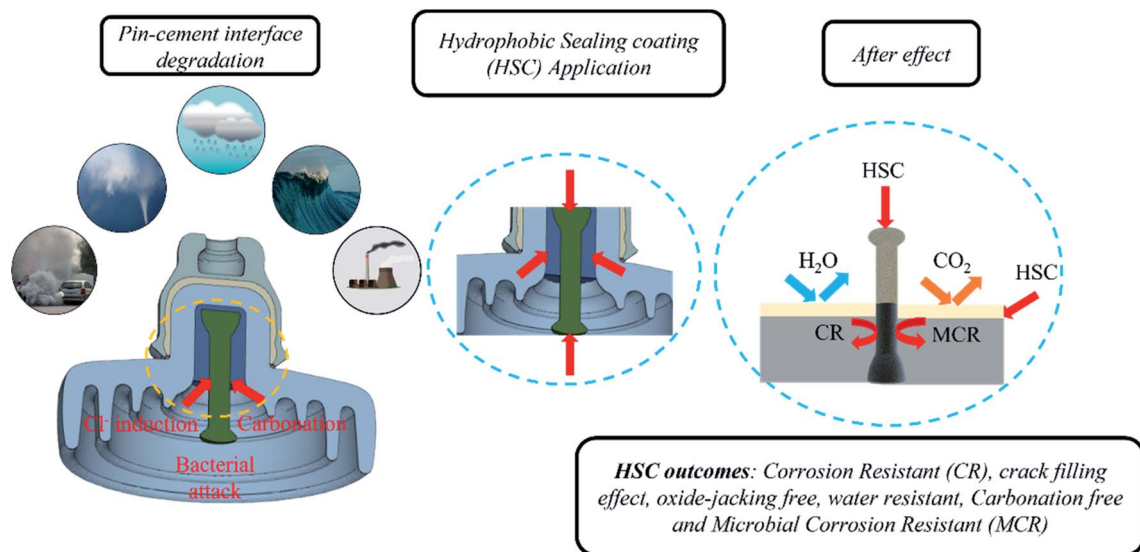 Pin-cement interface
degradation
Hydrophobic Sealing coating
(HSC) Application
After effect
Cl⁻ induction
Carbonation
Bacterial
attack
HSC
H₂O
CO₂
HSC
CR
MCR
HSC outcomes: Corrosion Resistant (CR), crack filling
effect, oxide-jacking free, water resistant, Carbonation free
and Microbial Corrosion Resistant (MCR)